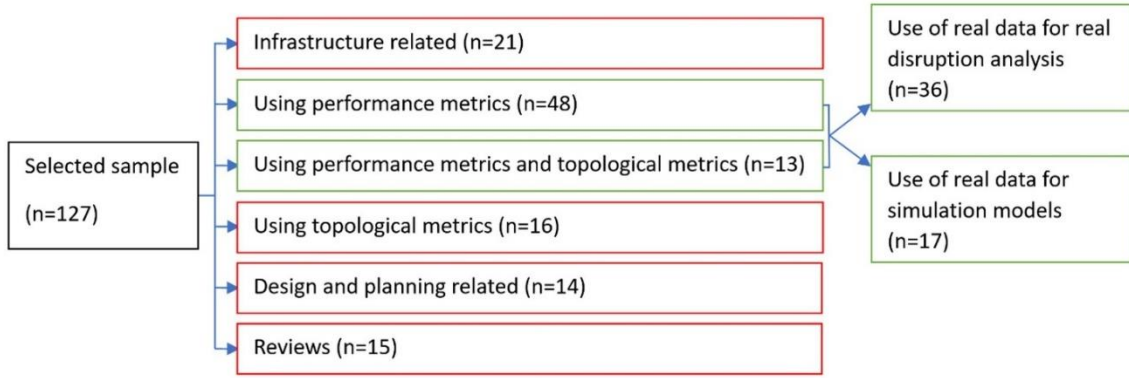 Selected sample
(n=127)
Infrastructure related (n=21)
Using performance metrics (n=48)
Using performance metrics and topological metrics (n=13)
Using topological metrics (n=16)
Design and planning related (n=14)
Reviews (n=15)
Use of real data for real
disruption analysis
(n=36)
Use of real data for
simulation models
(n=17)